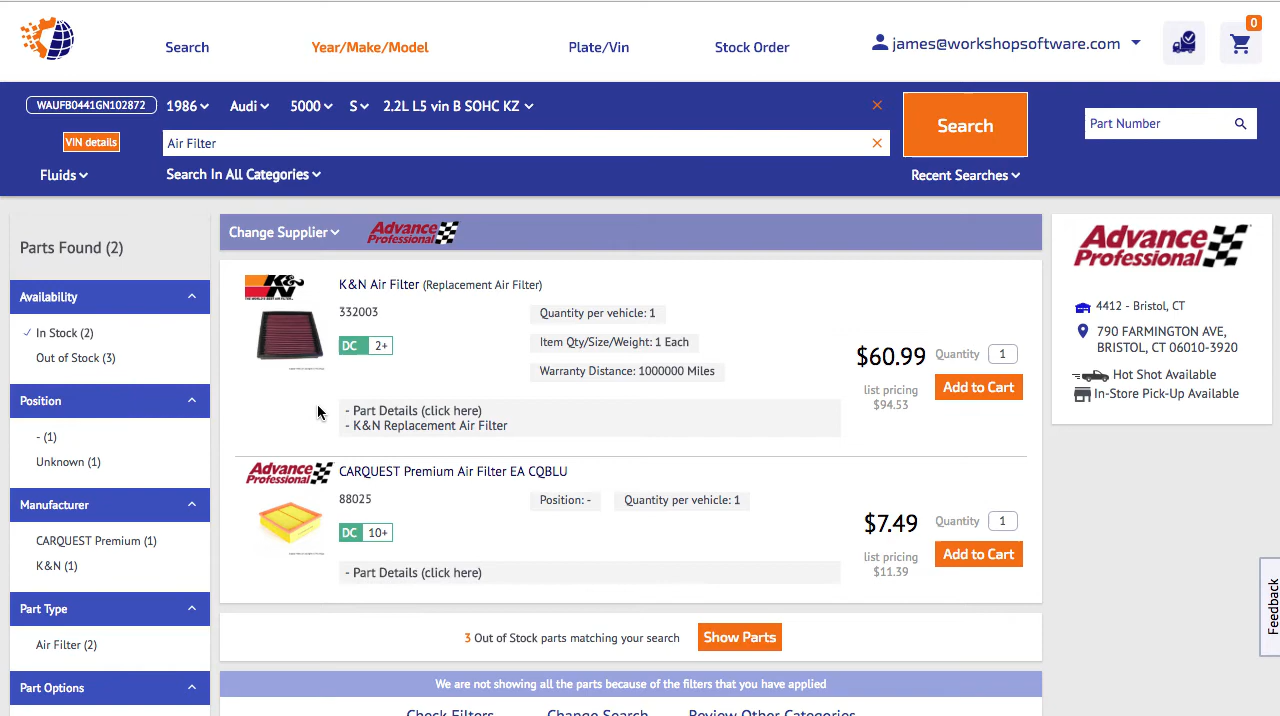 Search
Year/Make/Model
Plate/Vin
Stock Order
james@workshopsoftware.com
0
WAUFB0441GN102872
1986
Audi
5000
S
2.2L L5 vin B SOHC KZ
VIN details
Air Filter
Search
Part Number
Fluids
Search In All Categories
Recent Searches
Parts Found (2)
Availability
✓ In Stock (2)
Out of Stock (3)
Position
- (1)
Unknown (1)
Manufacturer
CARQUEST Premium (1)
K&N (1)
Part Type
Air Filter (2)
Part Options
Change Supplier
Advance Professional
K&N
K&N Air Filter (Replacement Air Filter)
332003
DC 2+
Quantity per vehicle: 1
Item Qty/Size/Weight: 1 Each
Warranty Distance: 1000000 Miles
- Part Details (click here)
- K&N Replacement Air Filter
$60.99
list pricing
$94.53
Quantity 1
Add to Cart
Advance Professional
CARQUEST Premium Air Filter EA CQBLU
88025
DC 10+
Position: -
Quantity per vehicle: 1
- Part Details (click here)
$7.49
list pricing
$11.39
Quantity 1
Add to Cart
3 Out of Stock parts matching your search
Show Parts
We are not showing all the parts because of the filters that you have applied
Check Filters
Change Search
Review Other Categories
Advance
Professional
4412 - Bristol, CT
790 FARMINGTON AVE,
BRISTOL, CT 06010-3920
Hot Shot Available
In-Store Pick-Up Available
Feedback